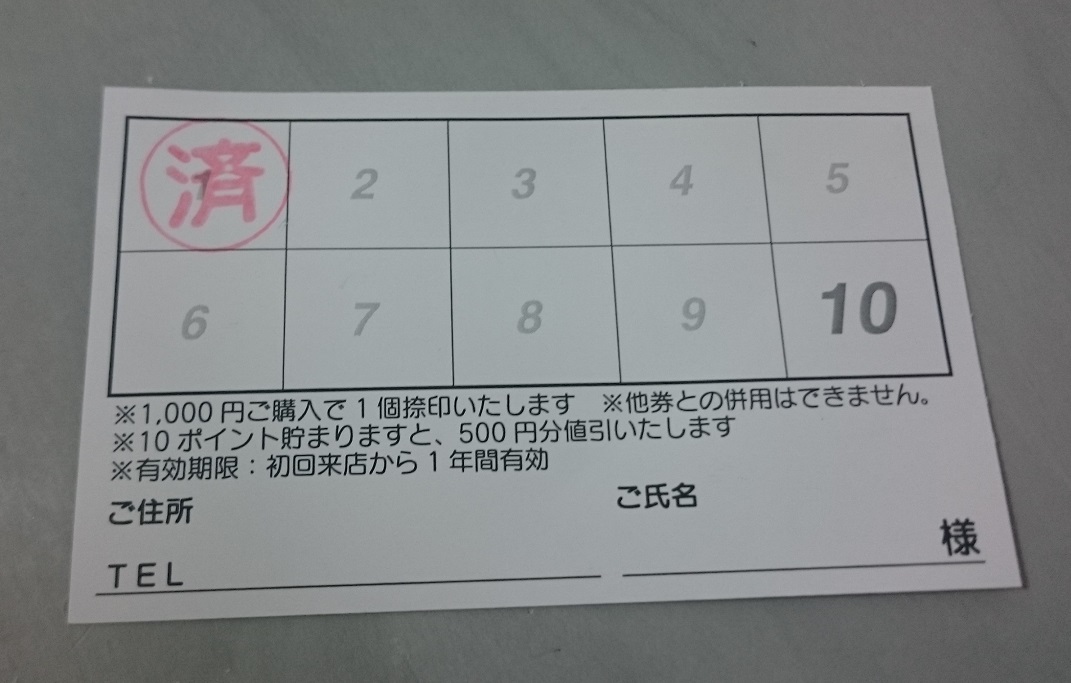 済 2 3 4 5
6 7 8 9 10
※1,000円ご購入で1個捺印いたします ※他券との併用はできません。
※10ポイント貯まりますと、500円分値引いたします
※有効期限：初回来店から1年間有効
ご住所 ご氏名
様
TEL